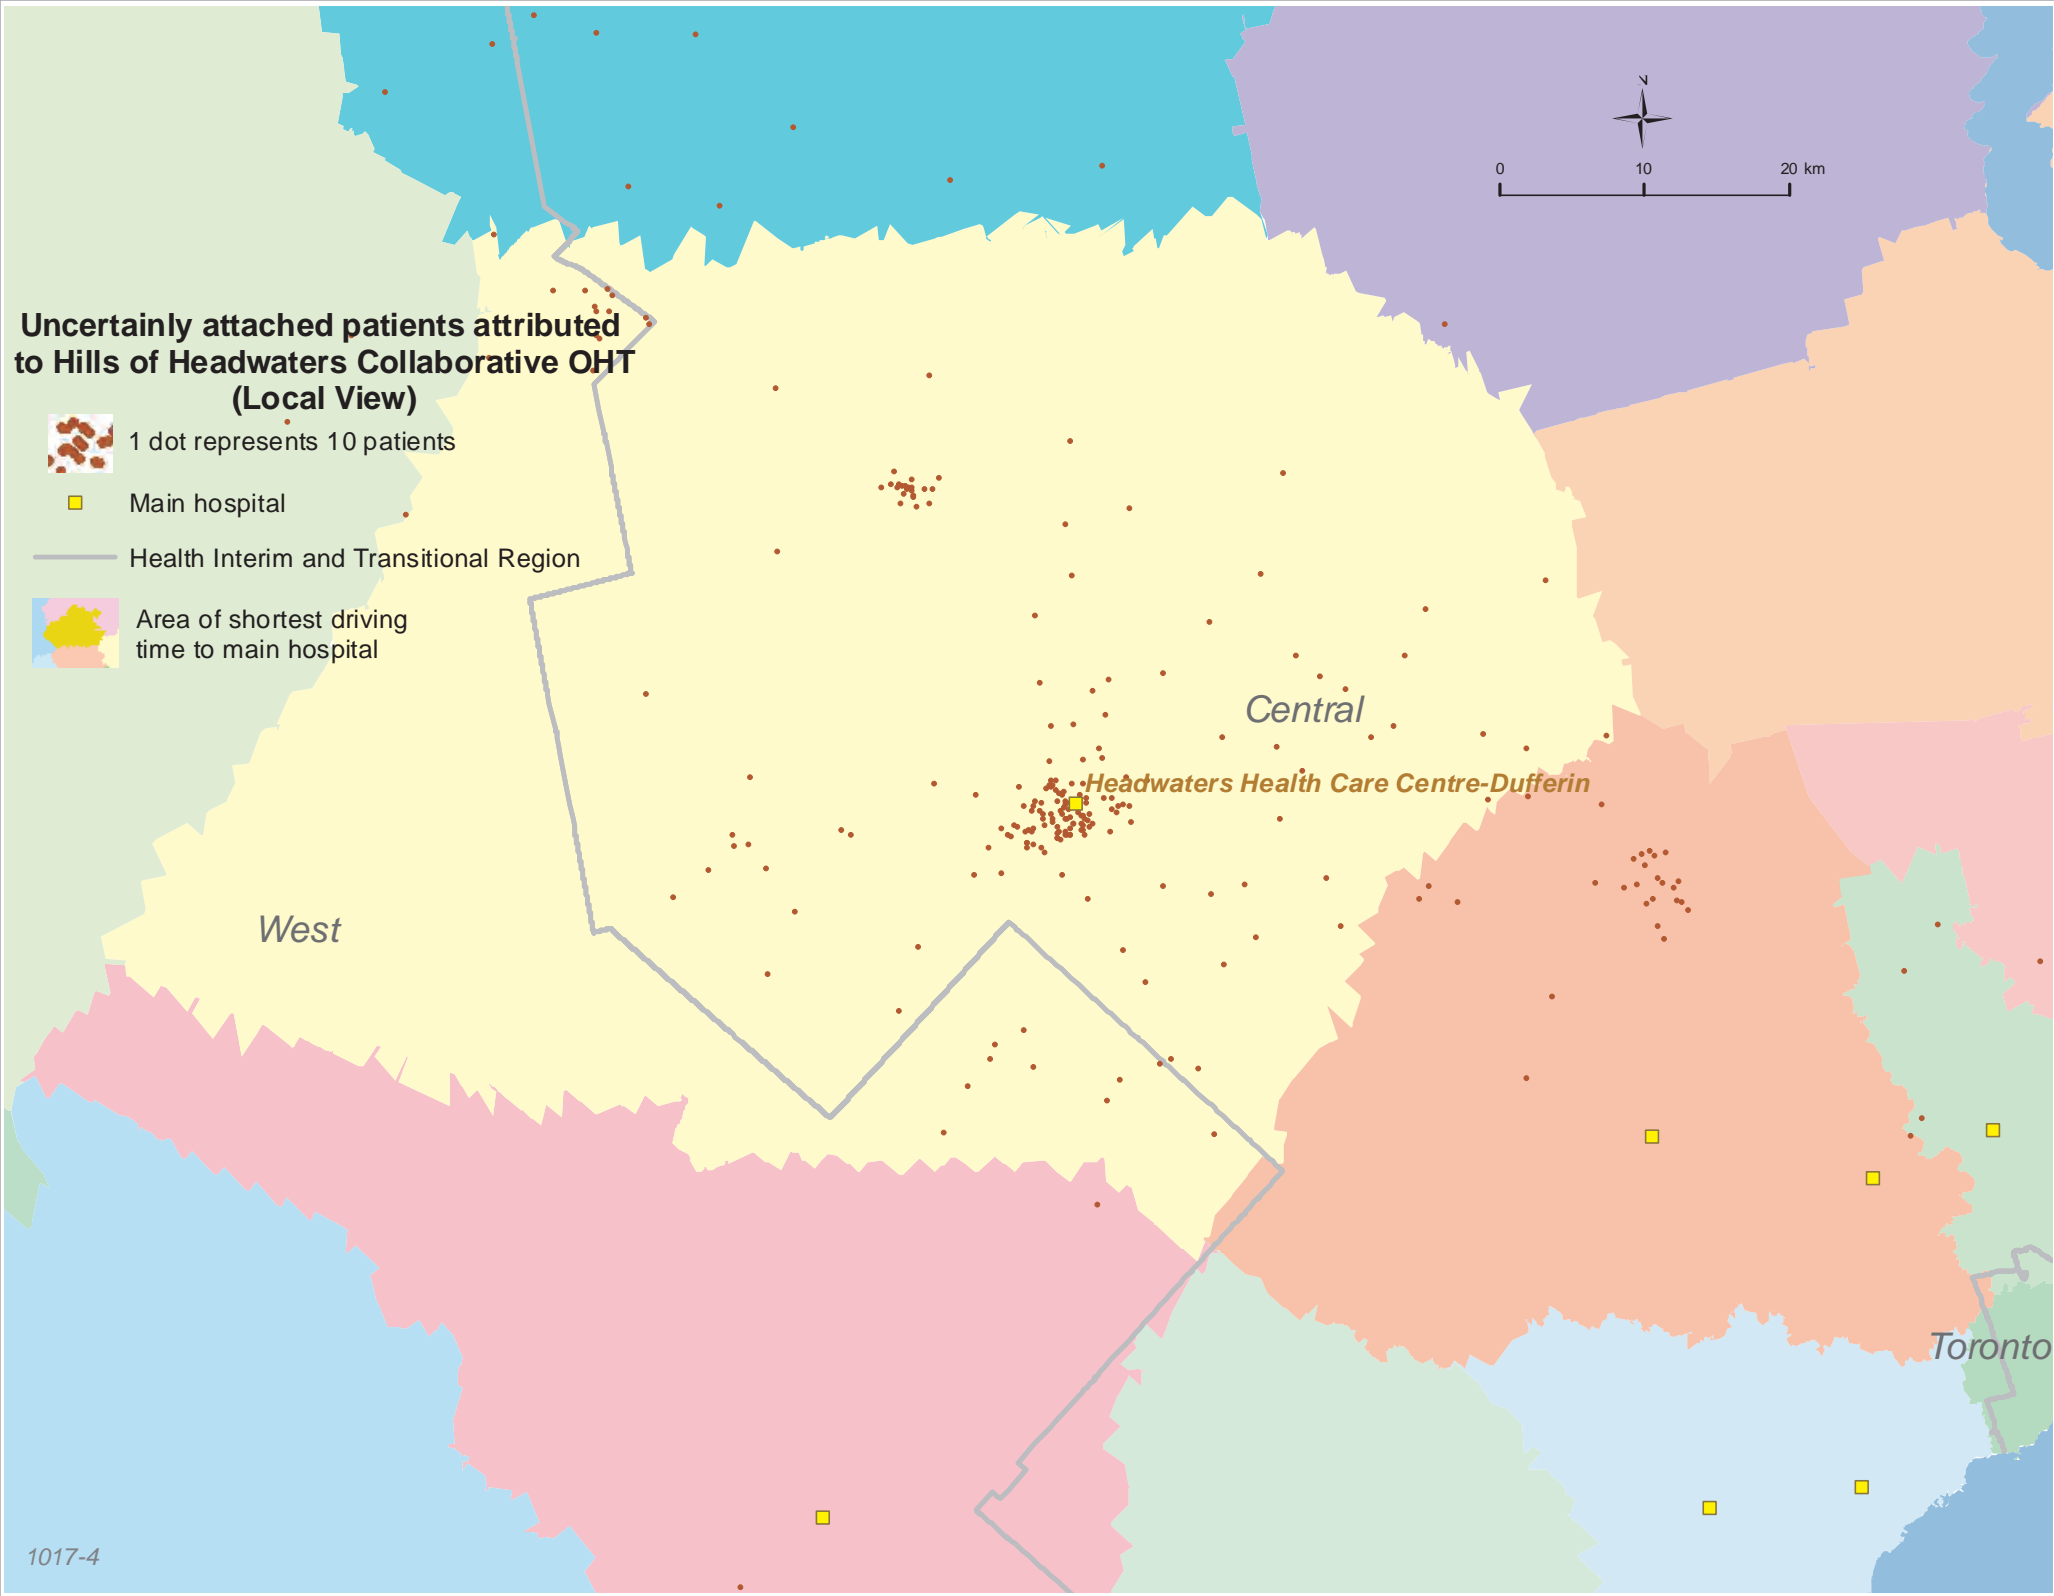 N
0 10 20 km
Uncertainly attached patients attributed
to Hills of Headwaters Collaborative OHT
(Local View)
1 dot represents 10 patients
Main hospital
Health Interim and Transitional Region
Area of shortest driving
time to main hospital
Central
Headwaters Health Care Centre-Dufferin
West
Toronto
1017-4